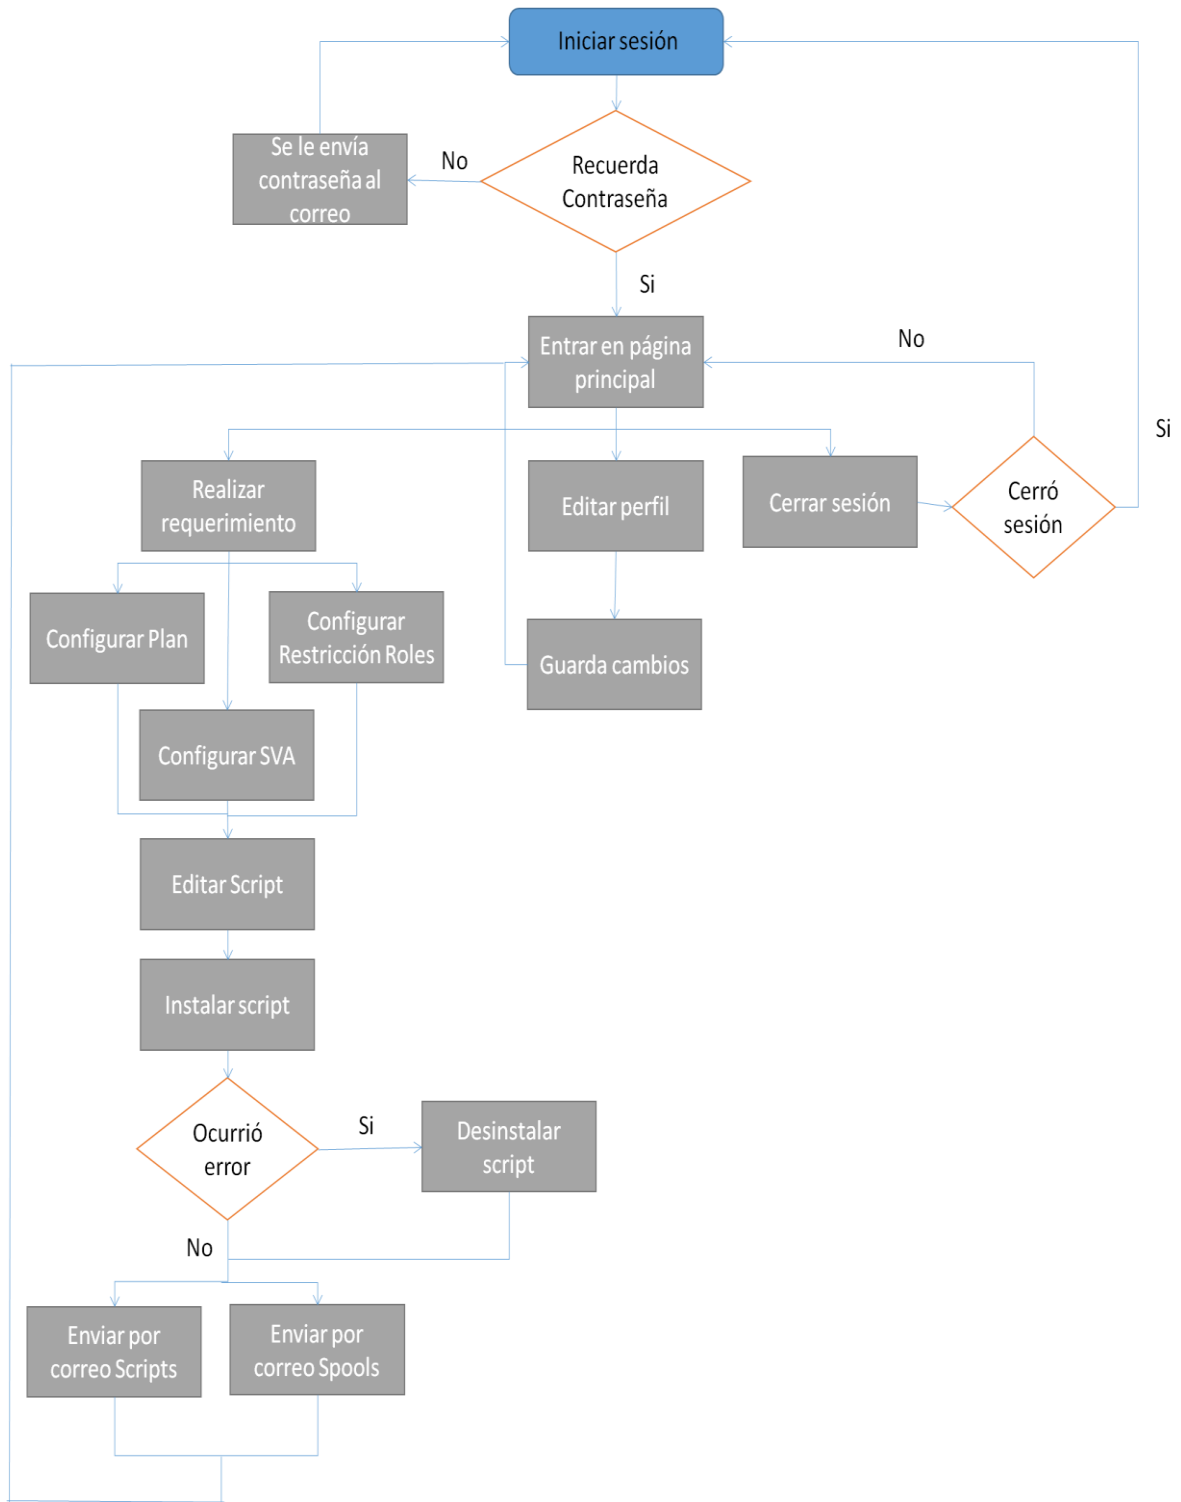 Iniciar sesión
Se le envía
contraseña al
correo
No
Recuerda
Contraseña
Si
Entrar en página
principal
No
Si
Realizar
requerimiento
Editar perfil
Cerrar sesión
Cerró
sesión
Configurar Plan
Configurar
Restricción Roles
Guarda cambios
Configurar SVA
Editar Script
Instalar script
Ocurrió
error
Si
Desinstalar
script
No
Enviar por
correo Scripts
Enviar por
correo Spools